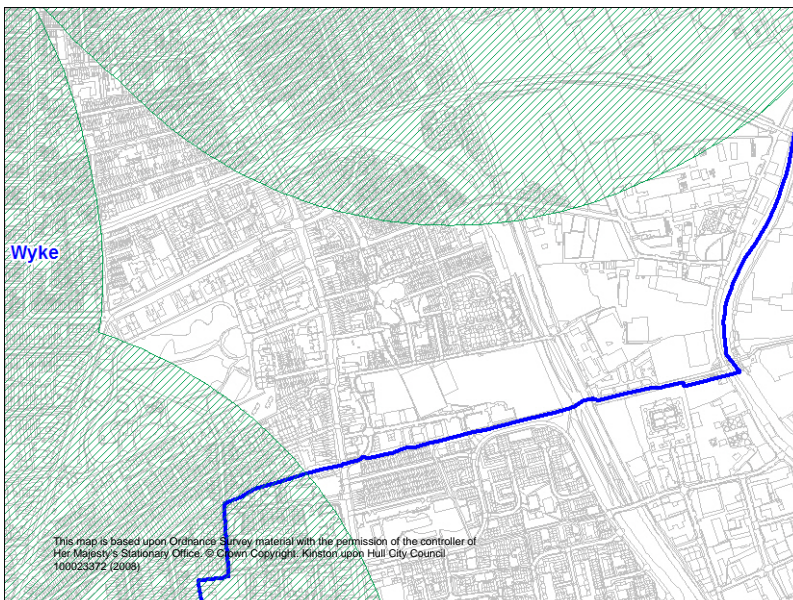 Wyke
This map is based upon Ordnance Survey material with the permission of the controller of
Her Majesty's Stationary Office. © Crown Copyright. Kinston upon Hull City Council
100023372 (2008)